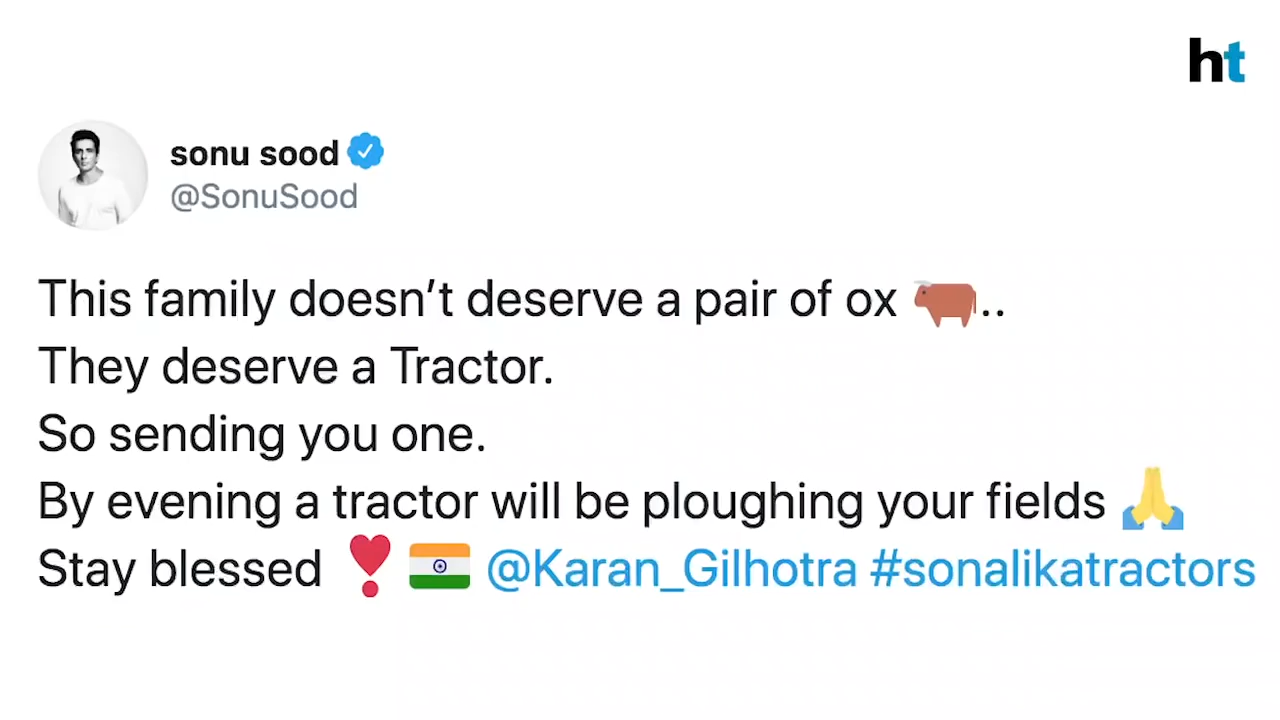 ht
sonu sood
@SonuSood
This family doesn't deserve a pair of ox 🐂..
They deserve a Tractor.
So sending you one.
By evening a tractor will be ploughing your fields 🙏
Stay blessed ❣️ 🇮🇳 @Karan_Gilhotra #sonalikatractors